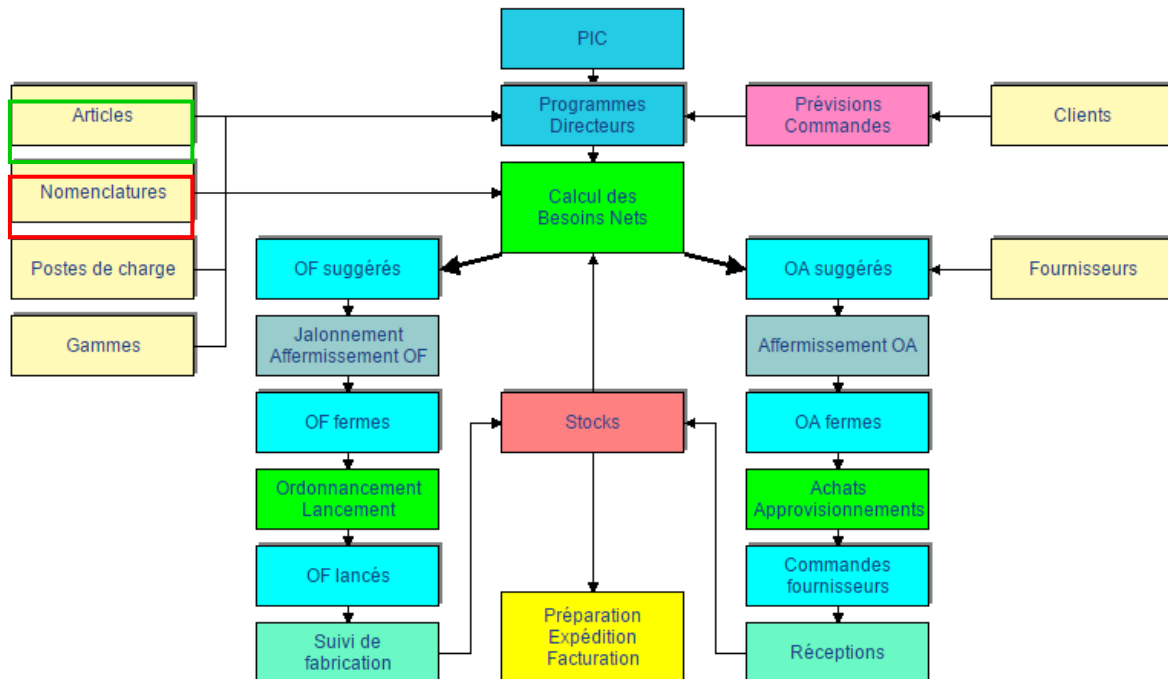 PIC
Articles
Programmes
Directeurs
Prévisions
Commandes
Clients
Nomenclatures
Calcul des
Besoins Nets
Postes de charge
OF suggérés
OA suggérés
Fournisseurs
Gammes
Jalonnement
Affermissement OF
Affermissement OA
OF fermes
Stocks
OA fermes
Ordonnancement
Lancement
Achats
Approvisionnements
OF lancés
Commandes
fournisseurs
Suivi de
fabrication
Préparation
Expédition
Facturation
Réceptions